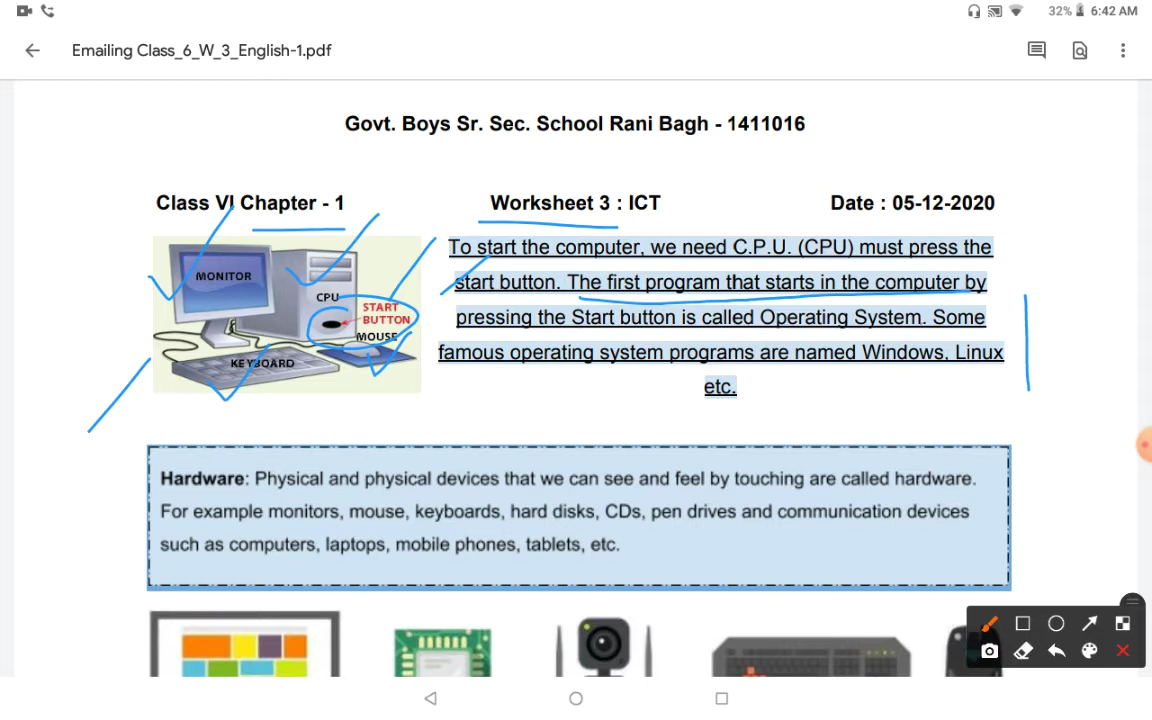 32% 6:42 AM
Emailing Class_6_W_3_English-1.pdf
Govt. Boys Sr. Sec. School Rani Bagh - 1411016
Class VI Chapter - 1 Worksheet 3 : ICT Date : 05-12-2020
MONITOR
CPU
START
BUTTON
MOUSE
KEYBOARD
To start the computer, we need C.P.U. (CPU) must press the
start button. The first program that starts in the computer by
pressing the Start button is called Operating System. Some
famous operating system programs are named Windows, Linux
etc.
Hardware: Physical and physical devices that we can see and feel by touching are called hardware.
For example monitors, mouse, keyboards, hard disks, CDs, pen drives and communication devices
such as computers, laptops, mobile phones, tablets, etc.